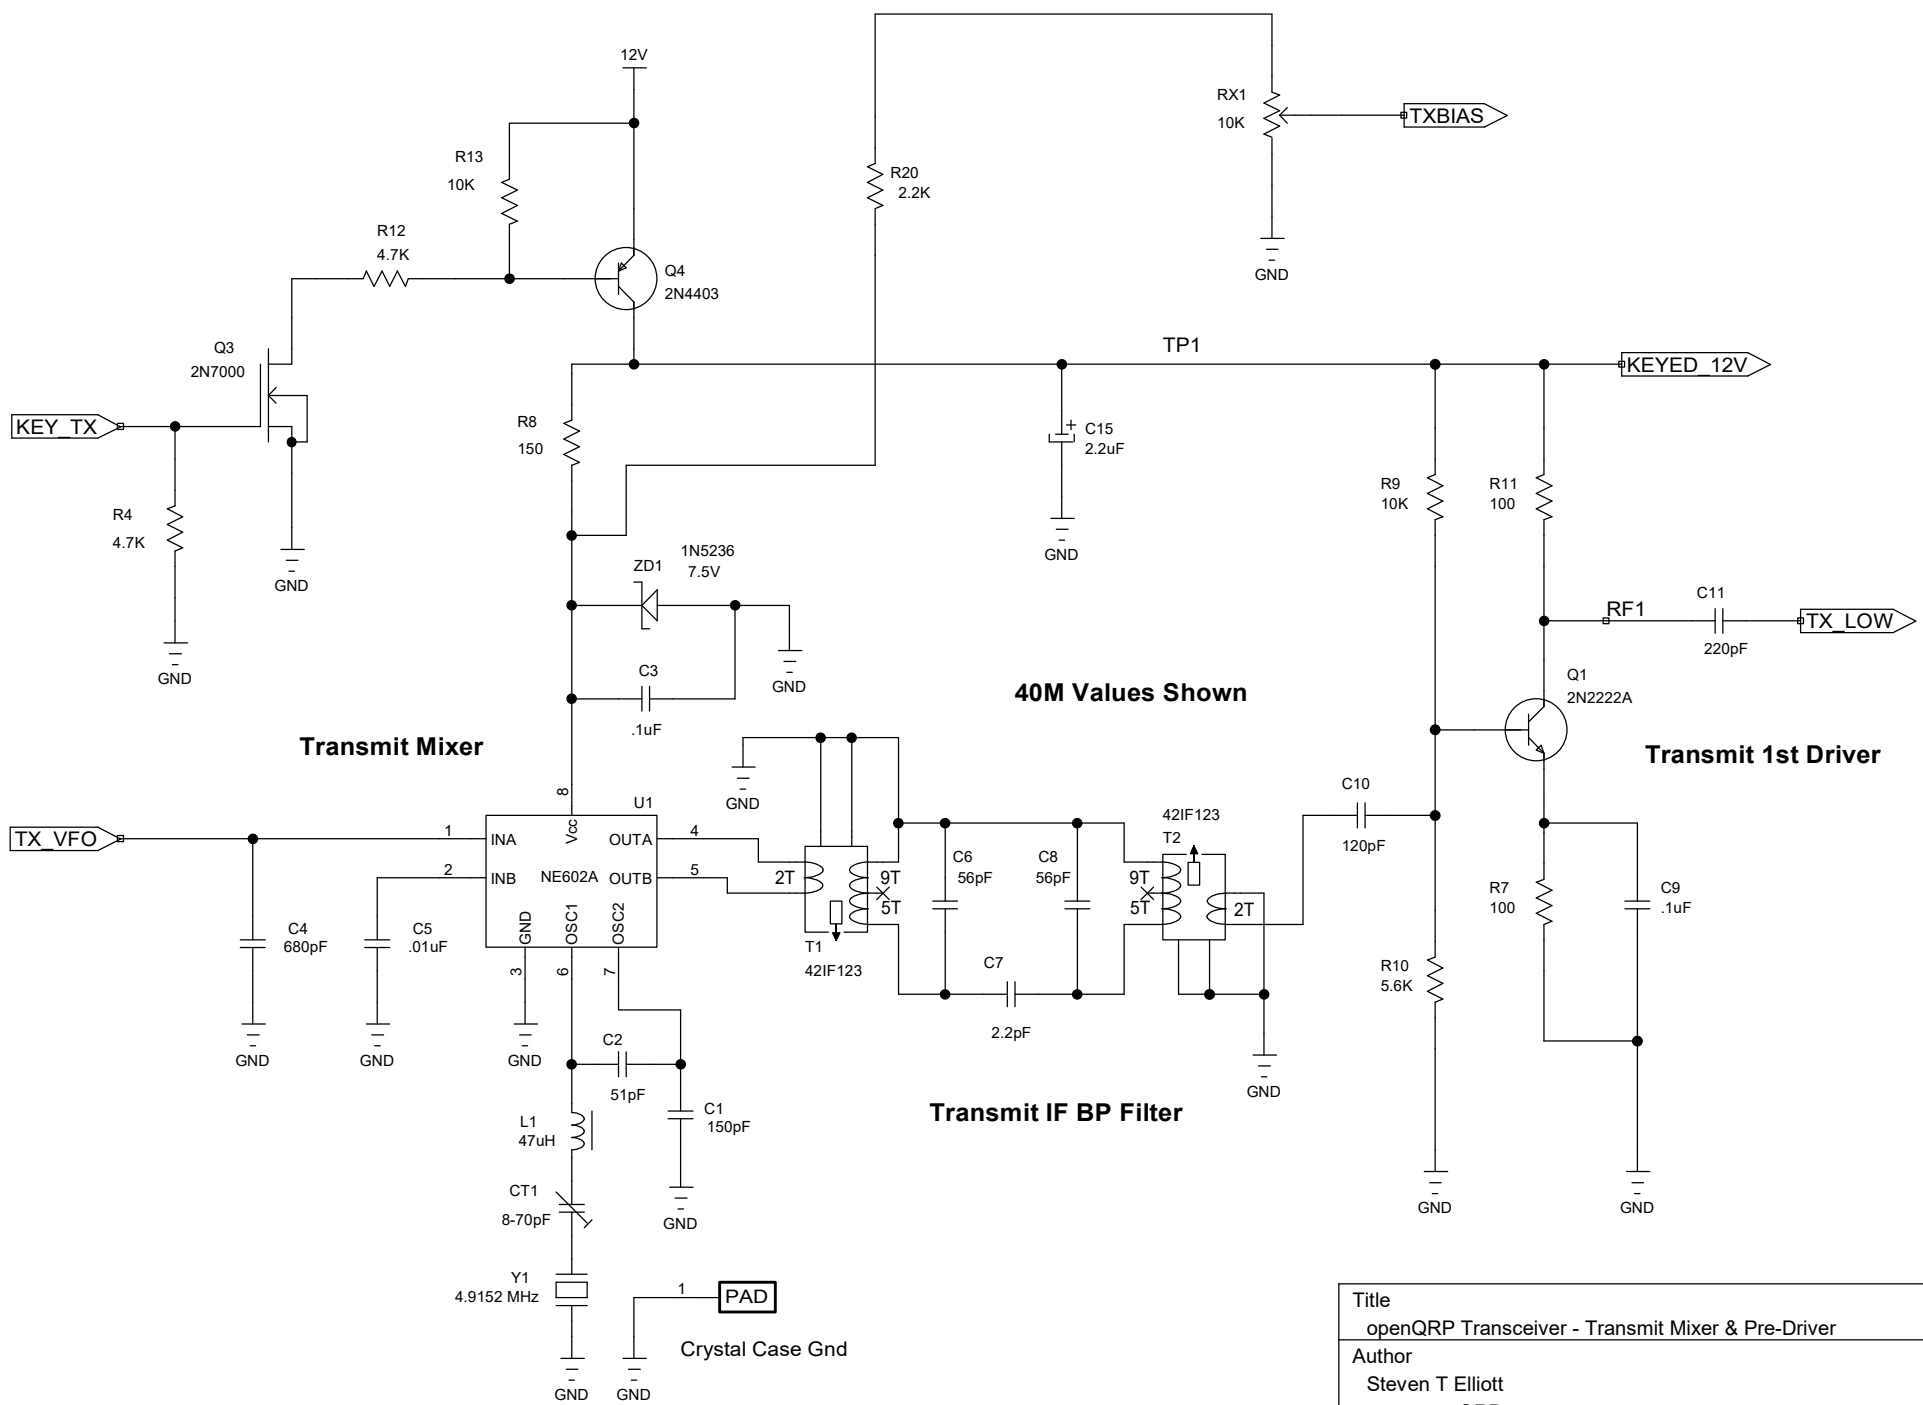 12V
RX1
10K
TXBIAS
R13
10K
R20
2.2K
R12
4.7K
Q4
2N4403
GND
Q3
2N7000
TP1
KEYED_12V
KEY_TX
R8
150
C15
2.2uF
R9
10K
R11
100
R4
4.7K
GND
GND
1N5236
7.5V
ZD1
C11
220pF
RF1
TX_LOW
GND
C3
.1uF
GND
40M Values Shown
Q1
2N2222A
Transmit Mixer
Transmit 1st Driver
GND
TX_VFO
8
U1
1
INA
Vcc
OUTA
4
2
INB
NE602A
OUTB
5
GND
OSC1
OSC2
3
6
7
2T
9T
5T
T1
42IF123
C6
56pF
C8
56pF
42IF123
T2
9T
5T
2T
C10
120pF
C4
680pF
C5
.01uF
C7
2.2pF
R7
100
C9
.1uF
R10
5.6K
GND
GND
GND
C2
51pF
GND
L1
47uH
C1
150pF
Transmit IF BP Filter
CT1
8-70pF
GND
GND
GND
Y1
4.9152 MHz
1
PAD
Crystal Case Gnd
GND
GND
Title
openQRP Transceiver - Transmit Mixer & Pre-Driver
Author
Steven T Elliott